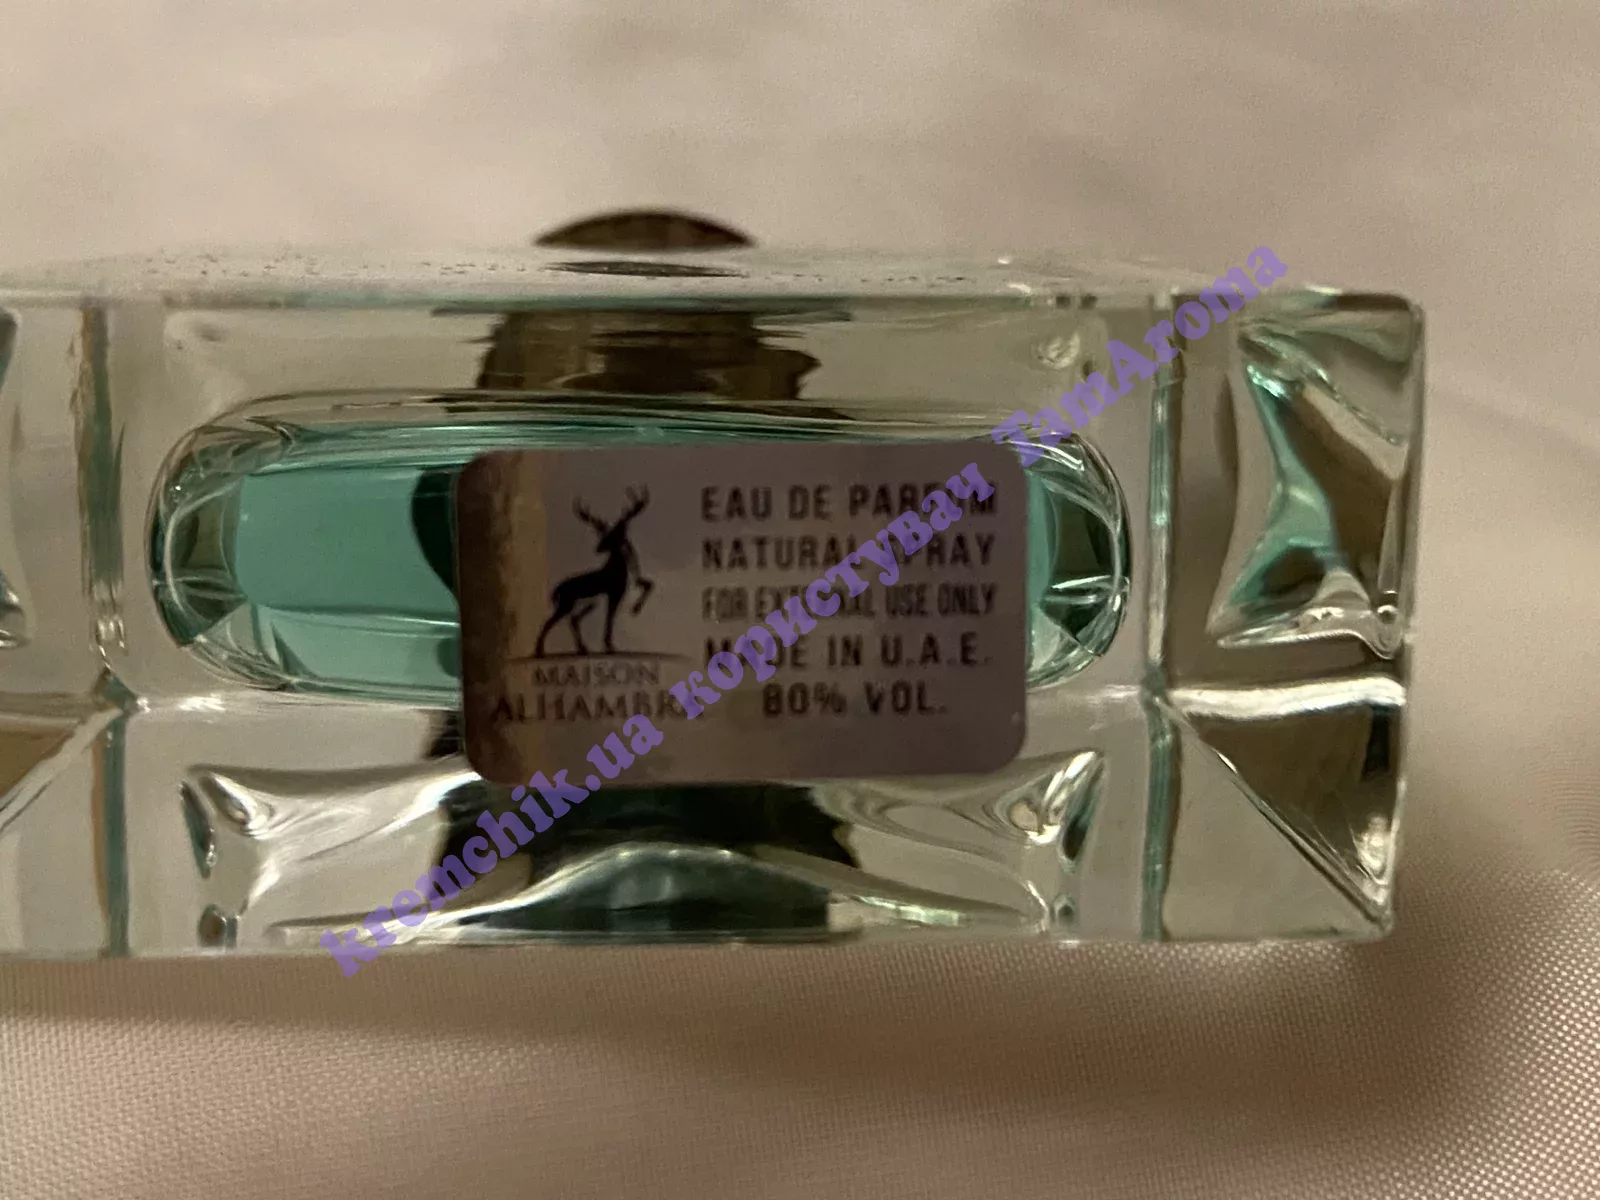 EAU DE PARFUM
NATURAL SPRAY
FOR EXTERNAL USE ONLY
MADE IN U.A.E.
80% VOL.
MAISON
ALHAMBRA
kremchik.ua користувач TamAroma